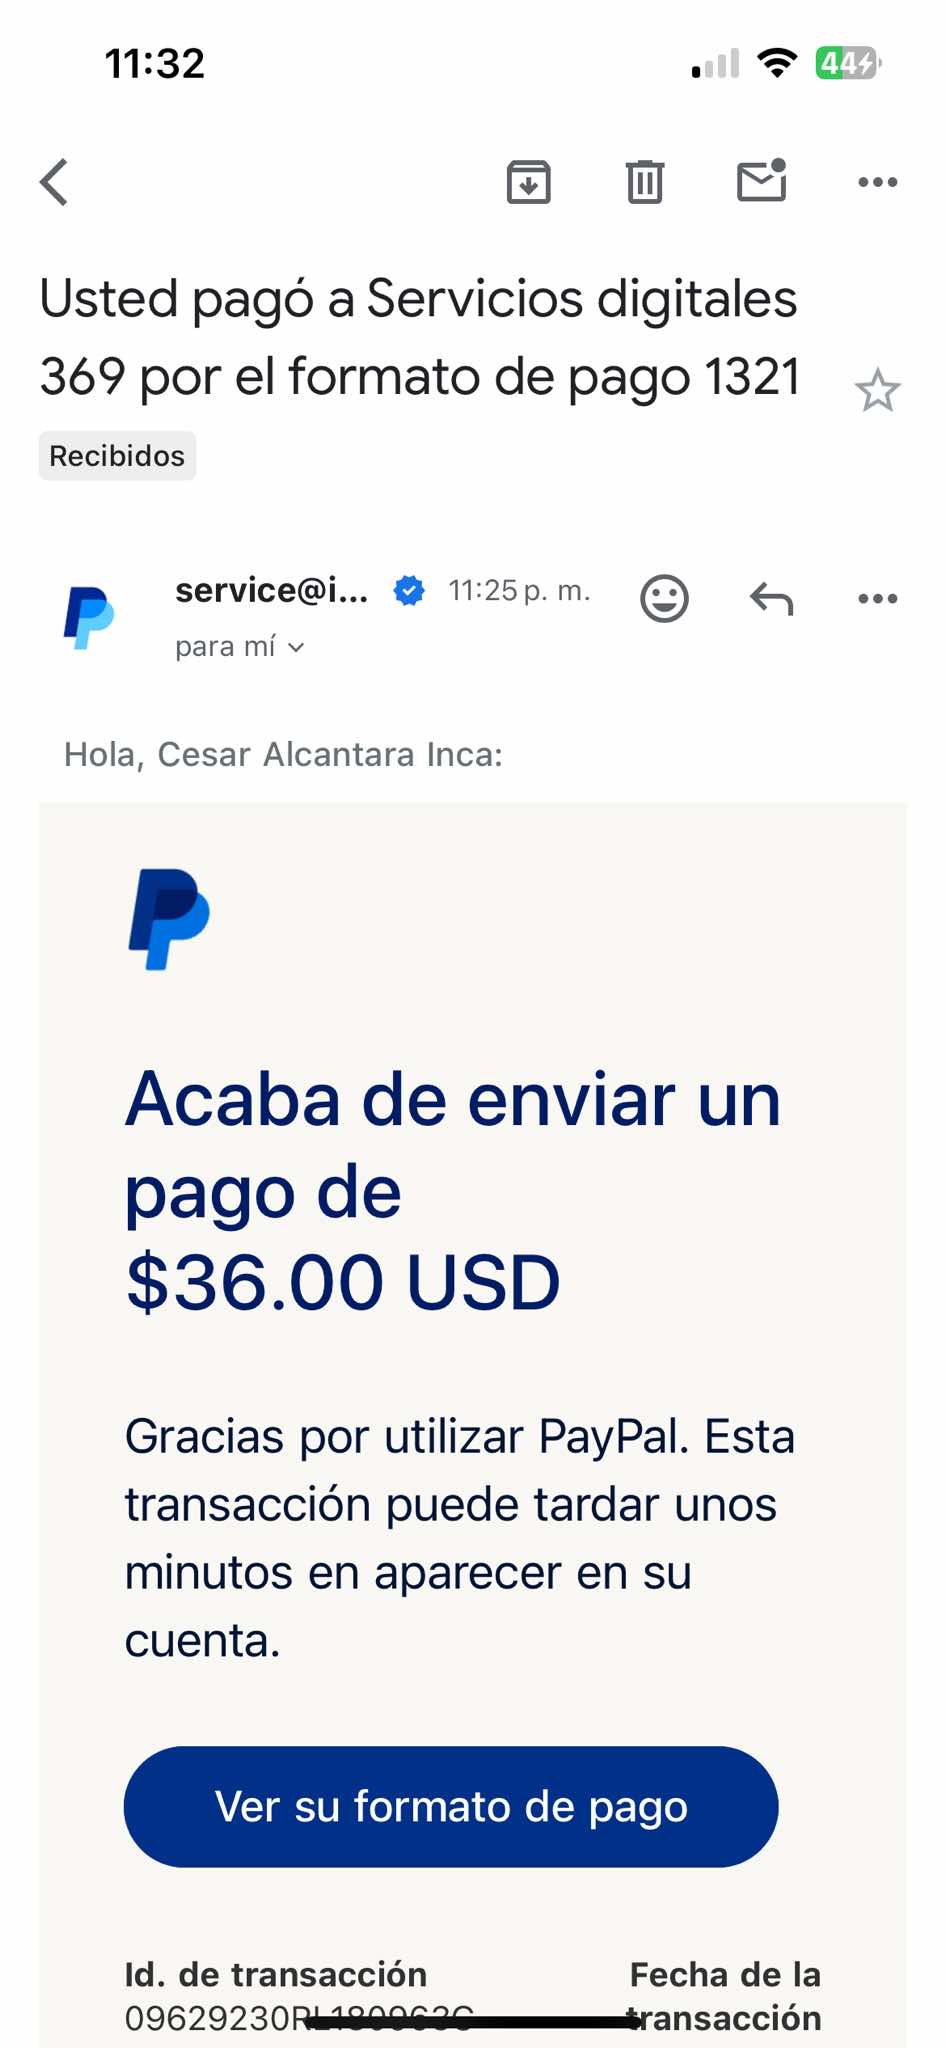 11:32
44
Usted pagó a Servicios digitales
369 por el formato de pago 1321
Recibidos
service@i...
11:25 p. m.
para mí
Hola, Cesar Alcantara Inca:
Acaba de enviar un
pago de
$36.00 USD
Gracias por utilizar PayPal. Esta
transacción puede tardar unos
minutos en aparecer en su
cuenta.
Ver su formato de pago
Id. de transacción
Fecha de la
transacción